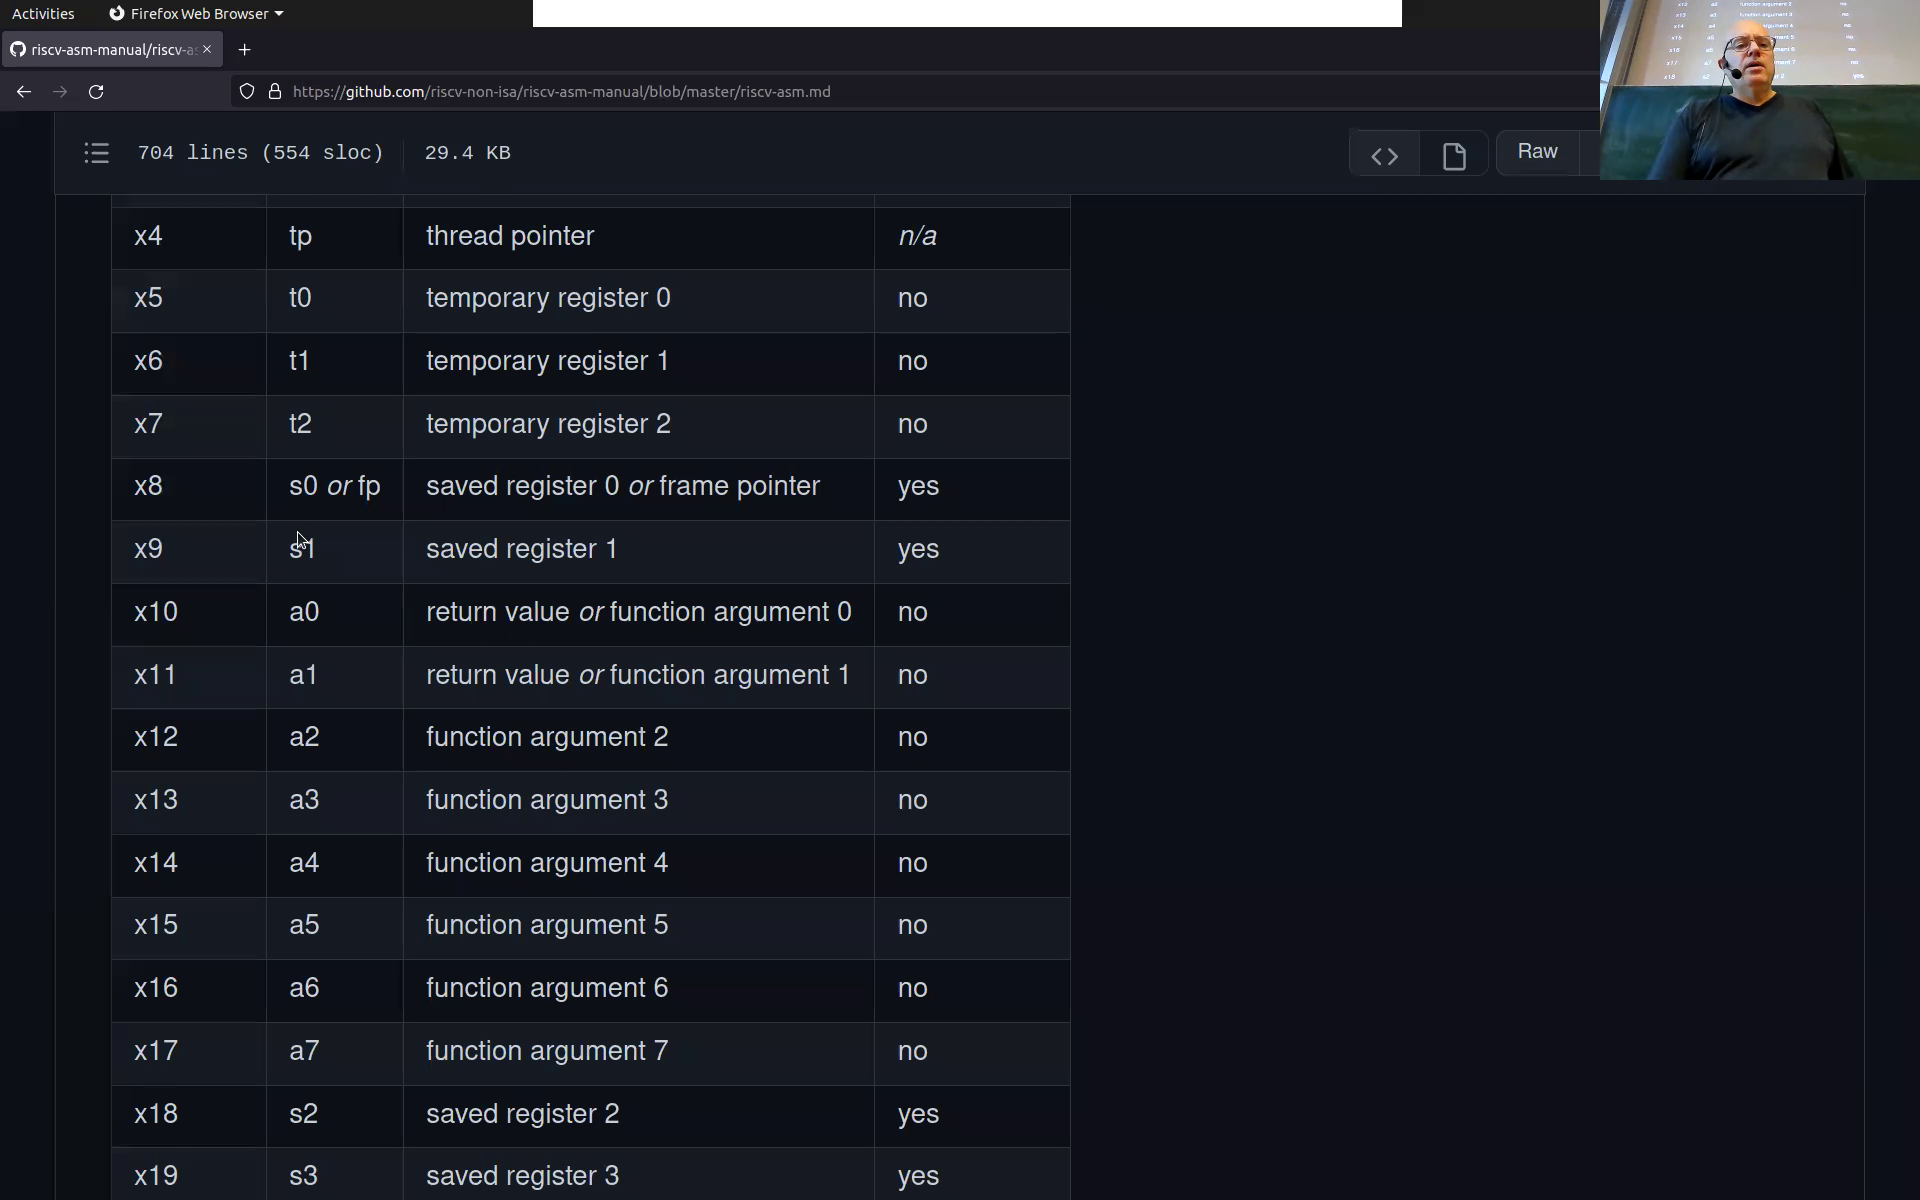 Activities Firefox Web Browser
riscv-asm-manual/riscv-as
https://github.com/riscv-non-isa/riscv-asm-manual/blob/master/riscv-asm.md
704 lines (554 sloc) 29.4 KB Raw
x4 tp thread pointer n/a
x5 t0 temporary register 0 no
x6 t1 temporary register 1 no
x7 t2 temporary register 2 no
x8 s0 or fp saved register 0 or frame pointer yes
x9 s1 saved register 1 yes
x10 a0 return value or function argument 0 no
x11 a1 return value or function argument 1 no
x12 a2 function argument 2 no
x13 a3 function argument 3 no
x14 a4 function argument 4 no
x15 a5 function argument 5 no
x16 a6 function argument 6 no
x17 a7 function argument 7 no
x18 s2 saved register 2 yes
x19 s3 saved register 3 yes